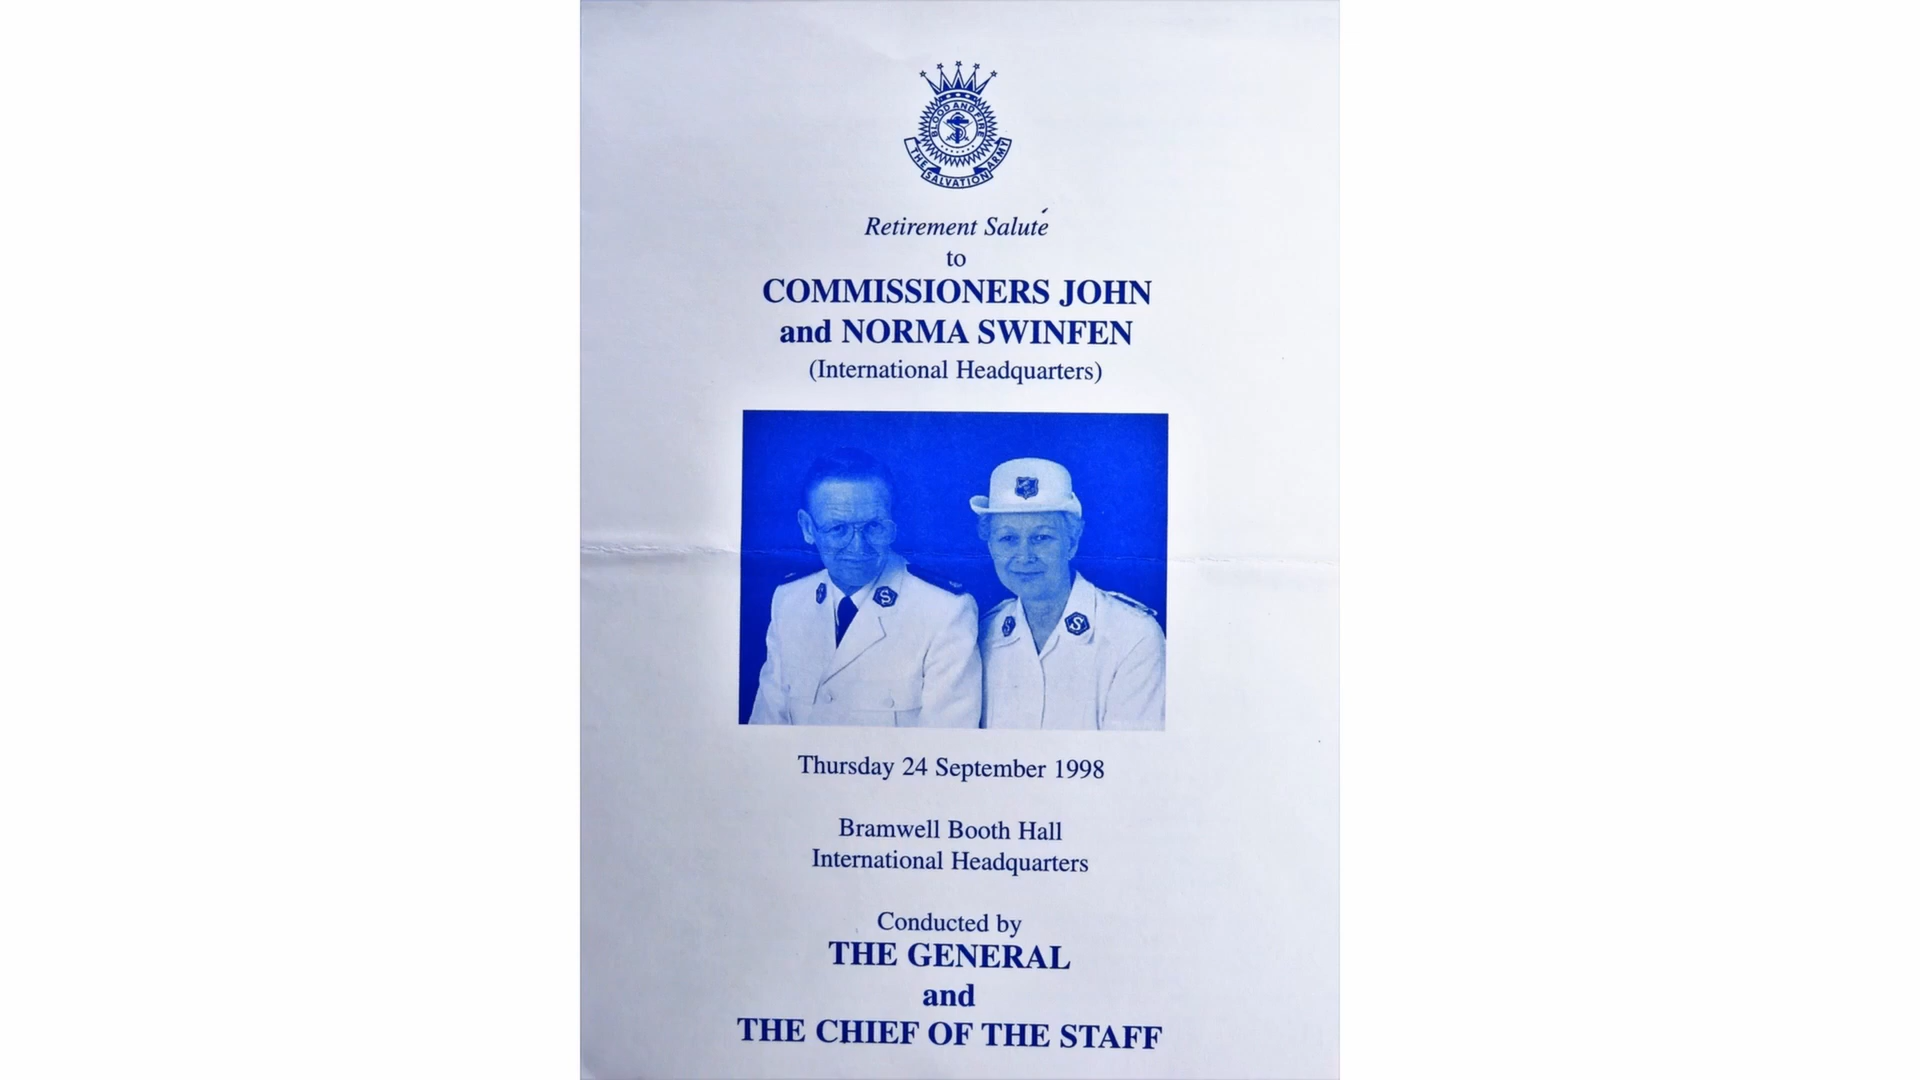 BLOOD AND FIRE
THE SALVATION ARMY
Retirement Salute
to
COMMISSIONERS JOHN
and NORMA SWINFEN
(International Headquarters)
S
S
S
S
Thursday 24 September 1998
Bramwell Booth Hall
International Headquarters
Conducted by
THE GENERAL
and
THE CHIEF OF THE STAFF